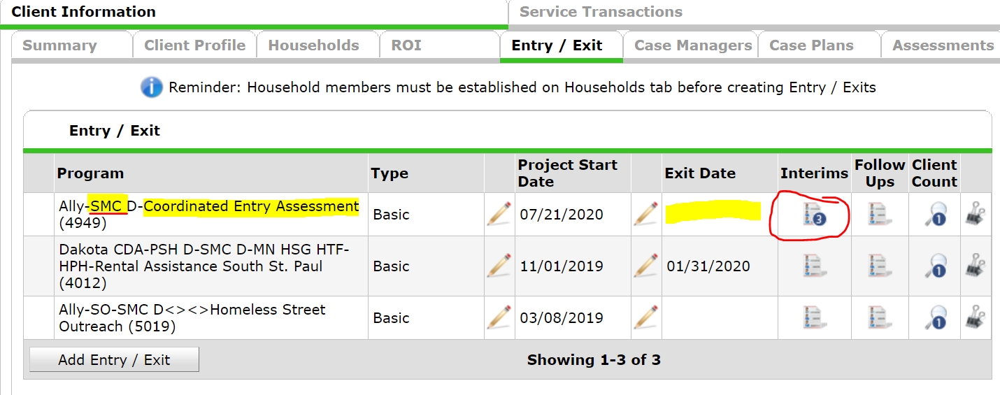 Client Information Service Transactions
Summary Client Profile Households ROI Entry / Exit Case Managers Case Plans Assessments
Reminder: Household members must be established on Households tab before creating Entry / Exits
Entry / Exit
Program Type Project Start Date Exit Date Interims Follow Ups Client Count
Ally-SMC D-Coordinated Entry Assessment
(4949)
Basic 07/21/2020 3 1
Dakota CDA-PSH D-SMC D-MN HSG HTF-
HPH-Rental Assistance South St. Paul
(4012)
Basic 11/01/2019 01/31/2020 1
Ally-SO-SMC D<><>Homeless Street
Outreach (5019)
Basic 03/08/2019 1
Add Entry / Exit Showing 1-3 of 3